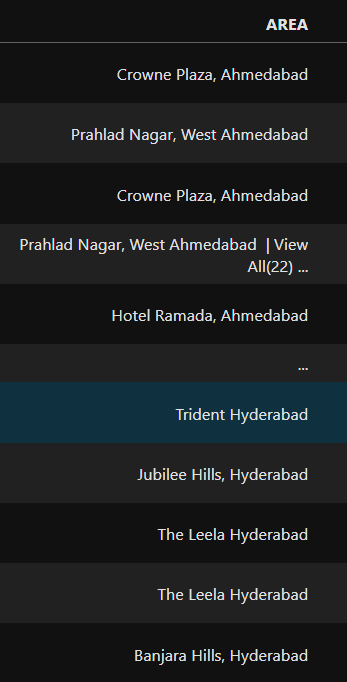 AREA
Crowne Plaza, Ahmedabad
Prahlad Nagar, West Ahmedabad
Crowne Plaza, Ahmedabad
Prahlad Nagar, West Ahmedabad | View
All(22) ...
Hotel Ramada, Ahmedabad
...
Trident Hyderabad
Jubilee Hills, Hyderabad
The Leela Hyderabad
The Leela Hyderabad
Banjara Hills, Hyderabad